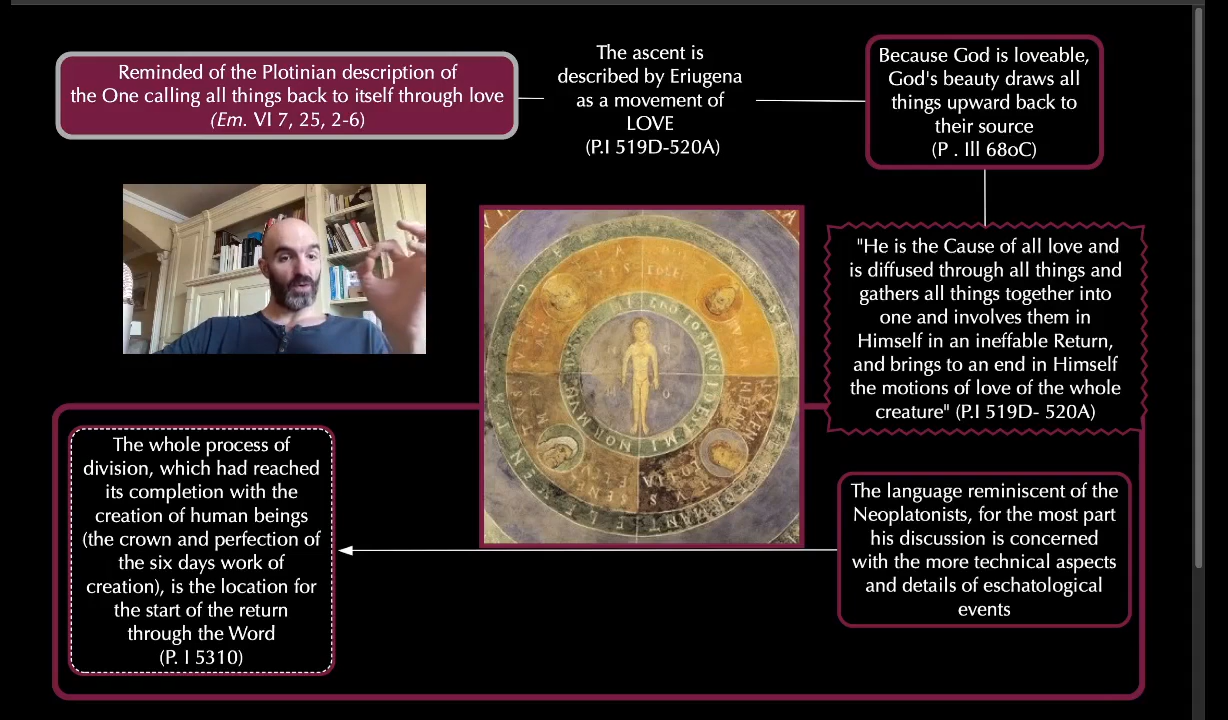 Reminded of the Plotinian description of
the One calling all things back to itself through love
(Em. VI 7, 25, 2-6)
The ascent is
described by Eriugena
as a movement of
LOVE
(P.I 519D-520A)
Because God is loveable,
God's beauty draws all
things upward back to
their source
(P . Ill 68oC)
"He is the Cause of all love and
is diffused through all things and
gathers all things together into
one and involves them in
Himself in an ineffable Return,
and brings to an end in Himself
the motions of love of the whole
creature" (P.I 519D- 520A)
The language reminiscent of the
Neoplatonists, for the most part
his discussion is concerned
with the more technical aspects
and details of eschatological
events
The whole process of
division, which had reached
its completion with the
creation of human beings
(the crown and perfection of
the six days work of
creation), is the location for
the start of the return
through the Word
(P. I 5310)